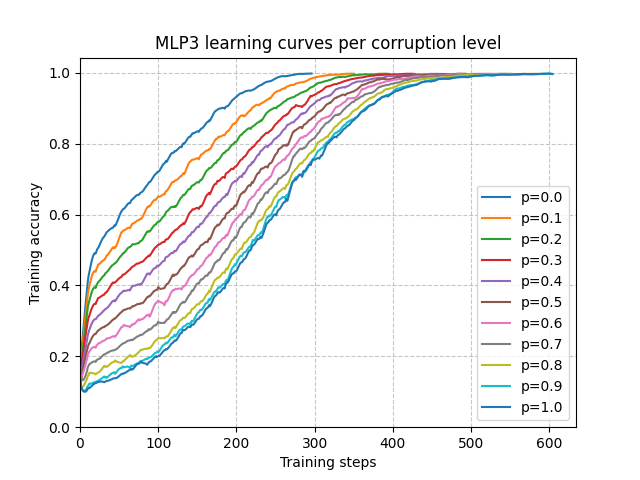 MLP3 learning curves per corruption level
Training accuracy
1.0
0.8
0.6
0.4
0.2
0.0
0 100 200 300 400 500 600
Training steps
p=0.0
p=0.1
p=0.2
p=0.3
p=0.4
p=0.5
p=0.6
p=0.7
p=0.8
p=0.9
p=1.0